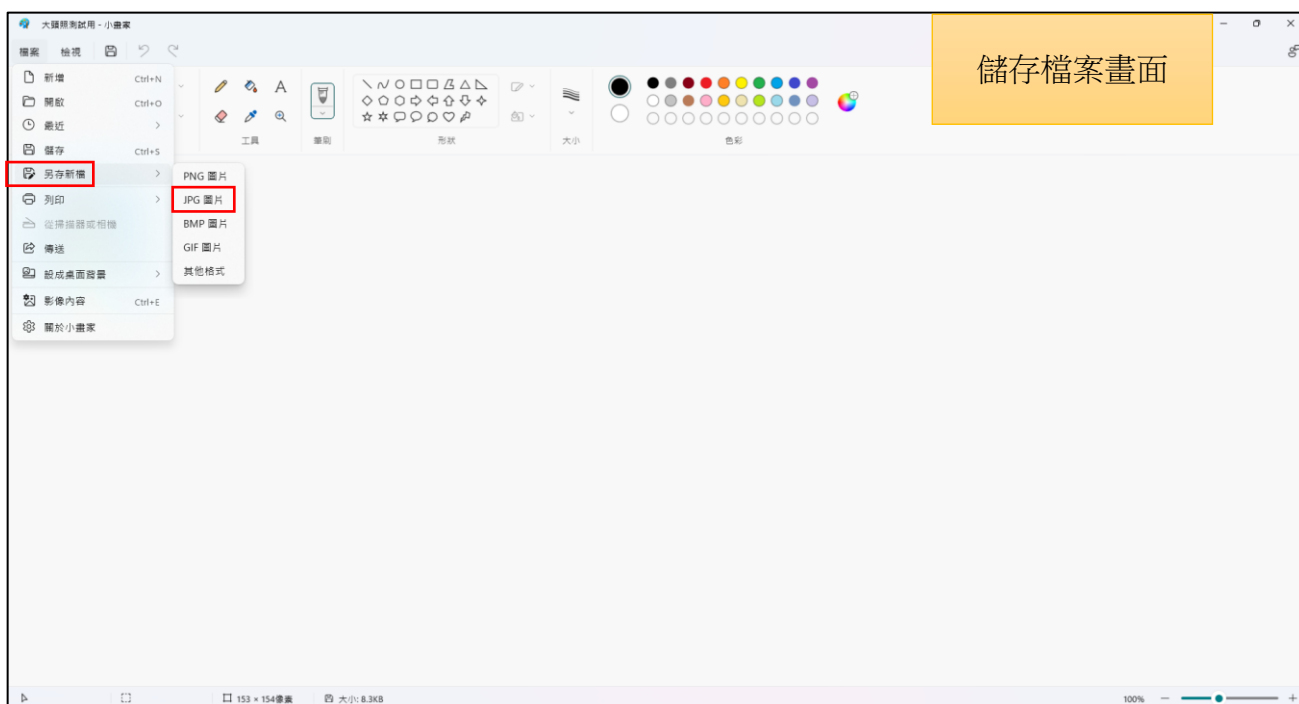 大頭照測試用 - 小畫家
儲存檔案畫面
檔案 檢視
新增 Ctrl+N
開啟 Ctrl+O
最近
儲存 Ctrl+S
另存新檔
列印
從掃描器或相機
傳送
設成桌面背景
影像內容 Ctrl+E
關於小畫家
PNG 圖片
JPG 圖片
BMP 圖片
GIF 圖片
其他格式
A
工具 筆刷 形狀 大小 色彩
153 × 154像素 大小: 8.3KB 100%